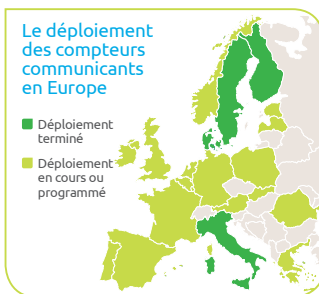 Le déploiement
des compteurs
communicants
en Europe
Déploiement
terminé
Déploiement
en cours ou
programmé